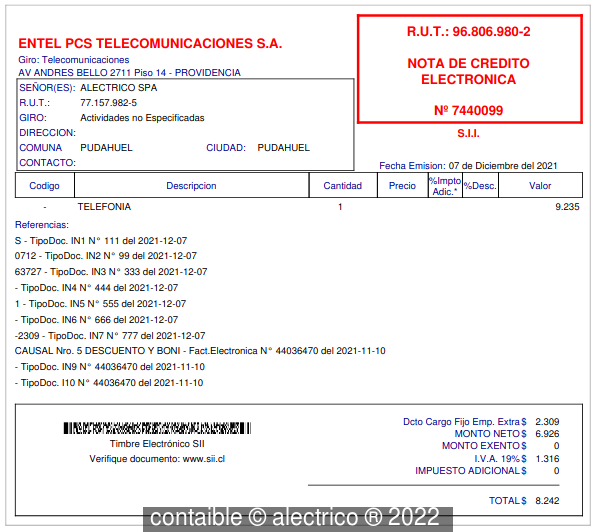 ENTEL PCS TELECOMUNICACIONES S.A.
Giro: Telecomunicaciones
AV ANDRES BELLO 2711 Piso 14 - PROVIDENCIA
R.U.T.: 96.806.980-2
NOTA DE CREDITO
ELECTRONICA
Nº 7440099
S.I.I.
SEÑOR(ES): ALECTRICO SPA
R.U.T.: 77.157.982-5
GIRO: Actividades no Especificadas
DIRECCION:
COMUNA PUDAHUEL CIUDAD: PUDAHUEL
CONTACTO:
Fecha Emision: 07 de Diciembre del 2021
Codigo Descripcion Cantidad Precio %Impto Adic.* %Desc. Valor
- TELEFONIA 1 9.235
Referencias:
S - TipoDoc. IN1 N° 111 del 2021-12-07
0712 - TipoDoc. IN2 N° 99 del 2021-12-07
63727 - TipoDoc. IN3 N° 333 del 2021-12-07
- TipoDoc. IN4 N° 444 del 2021-12-07
1 - TipoDoc. IN5 N° 555 del 2021-12-07
- TipoDoc. IN6 N° 666 del 2021-12-07
-2309 - TipoDoc. IN7 N° 777 del 2021-12-07
CAUSAL Nro. 5 DESCUENTO Y BONI - Fact.Electronica N° 44036470 del 2021-11-10
- TipoDoc. IN9 N° 44036470 del 2021-11-10
- TipoDoc. I10 N° 44036470 del 2021-11-10
Timbre Electrónico SII
Verifique documento: www.sii.cl
Dcto Cargo Fijo Emp. Extra $ 2.309
MONTO NETO $ 6.926
MONTO EXENTO $ 0
I.V.A. 19% $ 1.316
IMPUESTO ADICIONAL $ 0
TOTAL $ 8.242
contaible © alectrico ® 2022